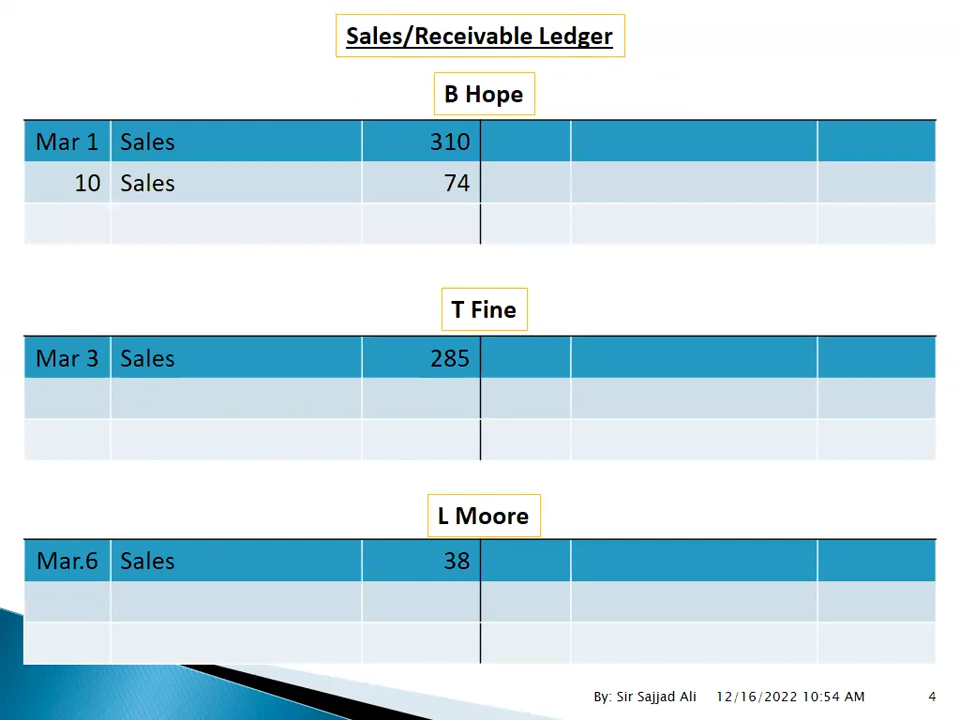 Sales/Receivable Ledger
B Hope
Mar 1 Sales 310
10 Sales 74
T Fine
Mar 3 Sales 285
L Moore
Mar.6 Sales 38
By: Sir Sajjad Ali 12/16/2022 10:54 AM 4